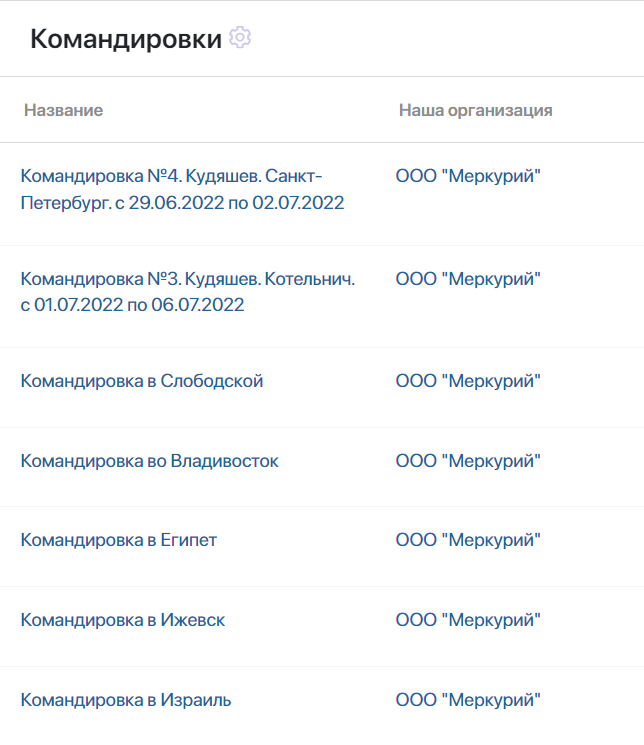 Командировки
Название Наша организация
Командировка №4. Кудяшев. Санкт- ООО "Меркурий"
Петербург. с 29.06.2022 по 02.07.2022
Командировка №3. Кудяшев. Котельнич. ООО "Меркурий"
с 01.07.2022 по 06.07.2022
Командировка в Слободской ООО "Меркурий"
Командировка во Владивосток ООО "Меркурий"
Командировка в Египет ООО "Меркурий"
Командировка в Ижевск ООО "Меркурий"
Командировка в Израиль ООО "Меркурий"